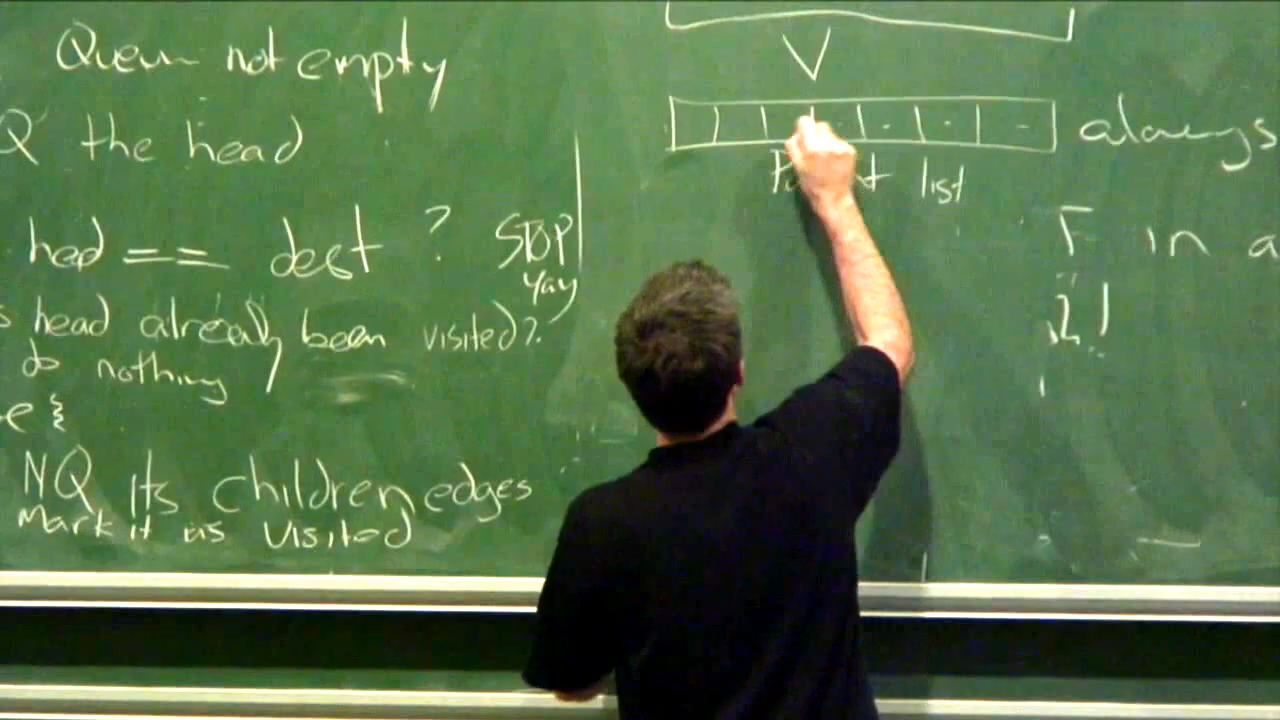 Queue not empty
Q the head
head == dest ? STOP
Yay
s head already been visited?
do nothing
e {
NQ its children edges
Mark it as visited
V
always
list
F in a